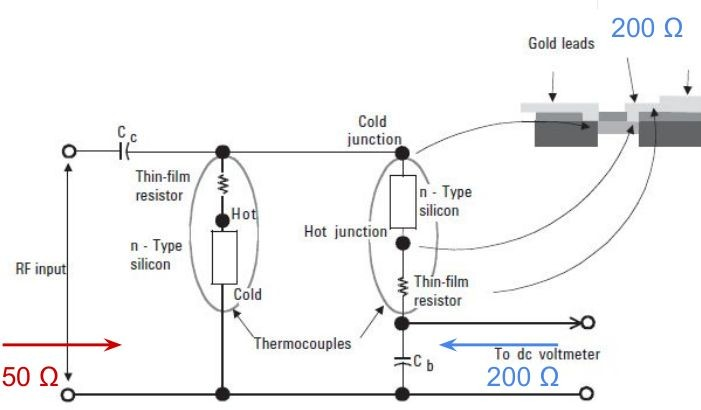 200 Ω
Gold leads
C c
Cold
junction
Thin-film
resistor
n - Type
silicon
Hot
Hot junction
n - Type
silicon
RF input
Thin-film
resistor
Cold
Thermocouples
To dc voltmeter
C b
50 Ω
200 Ω